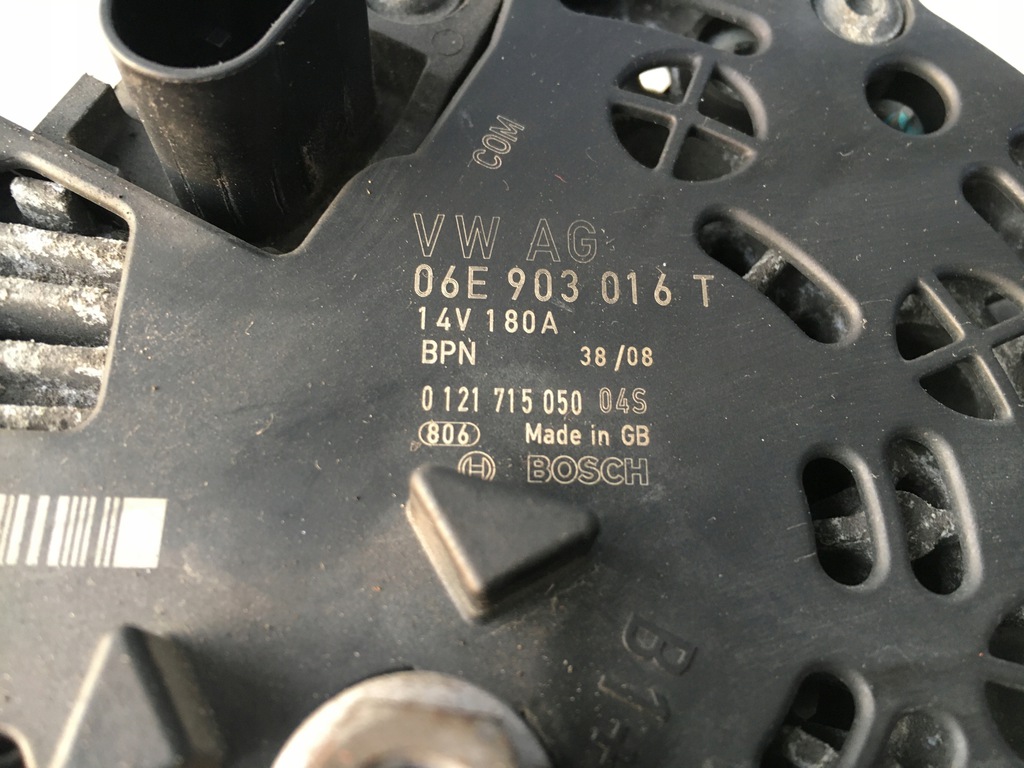 COM
VW AG
06E 903 016 T
14V 180A
BPN 38/08
0 121 715 050 04S
806 Made in GB
BOSCH
B1+